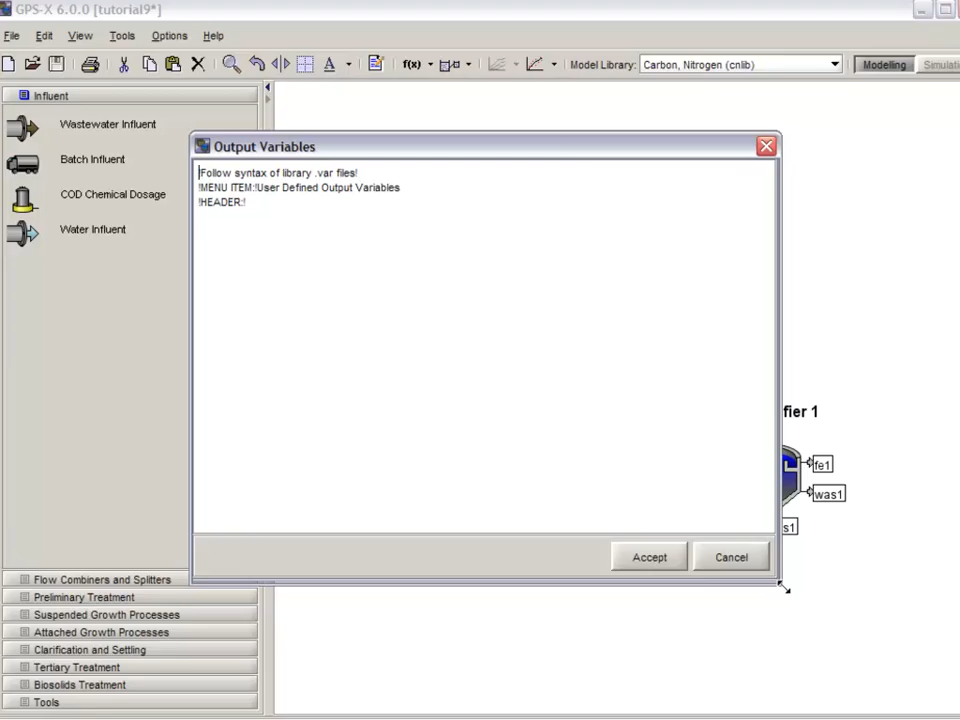 GPS-X 6.0.0 [tutorial9*]
File Edit View Tools Options Help
f(x) Model Library: Carbon, Nitrogen (cnlib) Modelling Simulati
Influent
Wastewater Influent
Batch Influent
COD Chemical Dosage
Water Influent
Output Variables
!Follow syntax of library .var files!
!MENU ITEM:!User Defined Output Variables
!HEADER:!
Accept Cancel
fier 1
fe1
was1
s1
Flow Combiners and Splitters
Preliminary Treatment
Suspended Growth Processes
Attached Growth Processes
Clarification and Settling
Tertiary Treatment
Biosolids Treatment
Tools